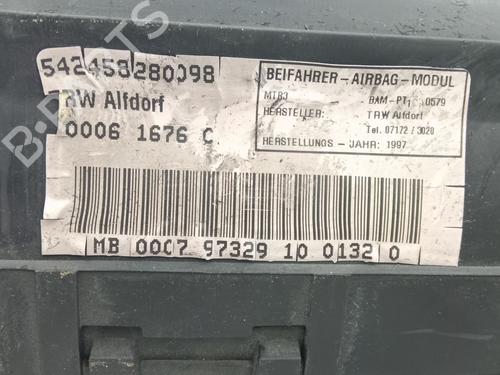 542458280098
TRW Alfdorf
0006 1676 C
BEIFAHRER-AIRBAG-MODUL
MTB3
HERSTELLER: TRW Alfdorf
Tel. 07172 / 3020
HERSTELLUNGS - JAHR: 1997
MB 0007 97329 10 0132 0
B-PARTS